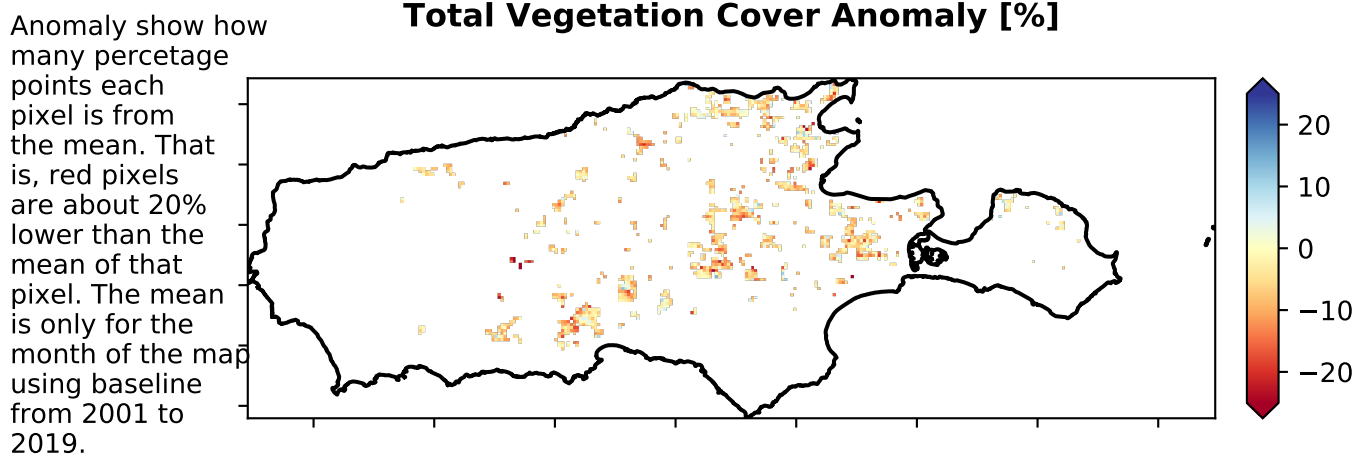 Total Vegetation Cover Anomaly [%]
Anomaly show how
many percetage
points each
pixel is from
the mean. That
is, red pixels
are about 20%
lower than the
mean of that
pixel. The mean
is only for the
month of the map
using baseline
from 2001 to
2019.
20
10
0
−10
−20